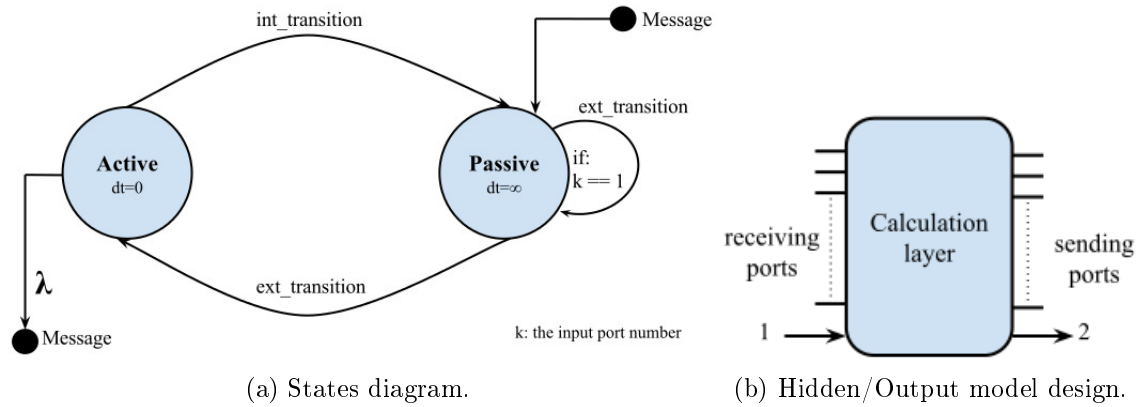 int_transition
Message
ext_transition
Active
dt=0
Passive
dt=∞
if:
k == 1
λ
ext_transition
Message
k: the input port number
(a) States diagram.
Calculation
layer
receiving
ports
sending
ports
1
2
(b) Hidden/Output model design.